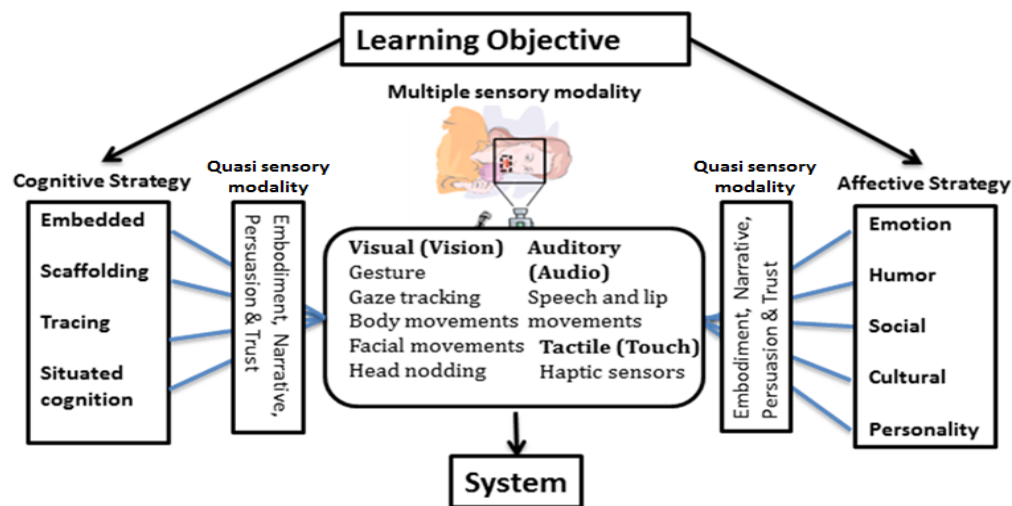 Learning Objective
Multiple sensory modality
Cognitive Strategy
Embedded
Scaffolding
Tracing
Situated
cognition
Quasi sensory
modality
Embodiment, Narrative,
Persuasion & Trust
Visual (Vision)
Gesture
Gaze tracking
Body movements
Facial movements
Head nodding
Auditory
(Audio)
Speech and lip
movements
Tactile (Touch)
Haptic sensors
Quasi sensory
modality
Embodiment, Narrative,
Persuasion & Trust
Affective Strategy
Emotion
Humor
Social
Cultural
Personality
System